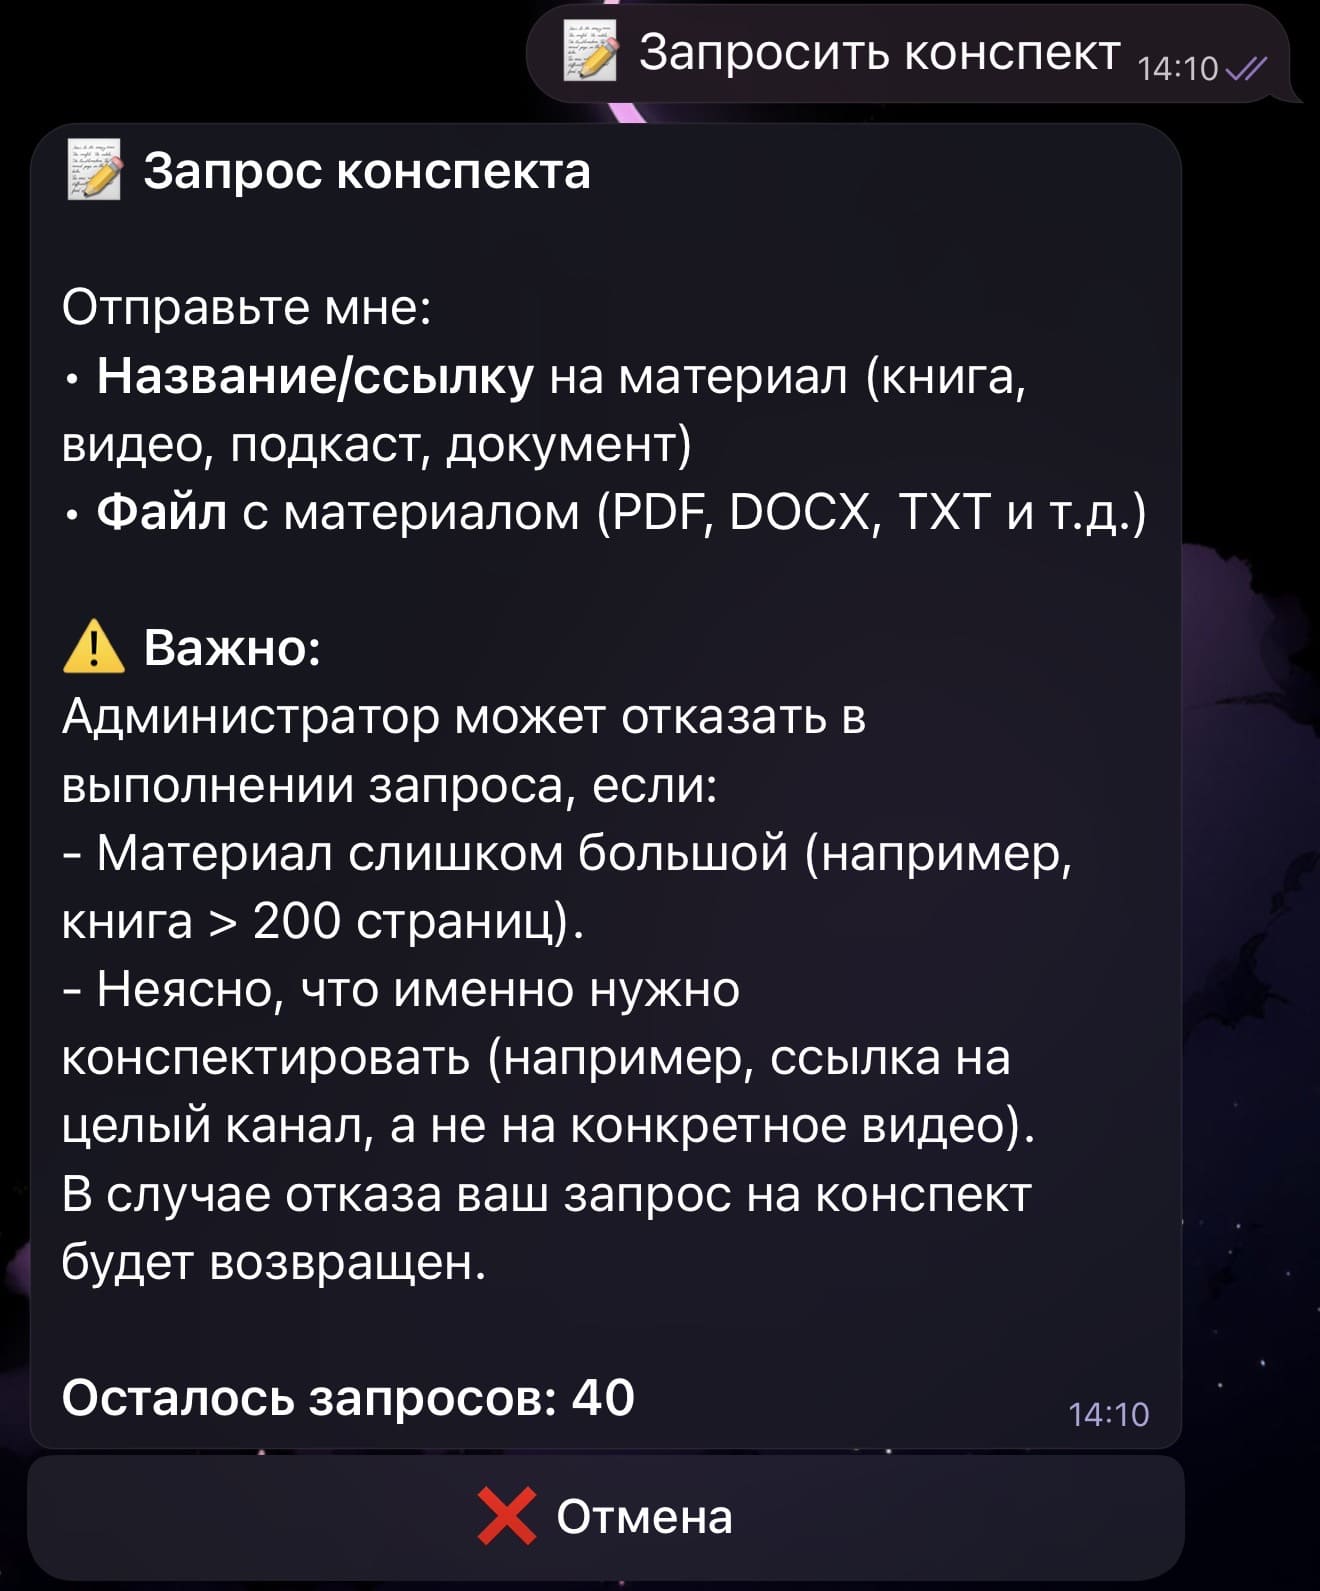 Запросить конспект 14:10
Запрос конспекта
Отправьте мне:
• Название/ссылку на материал (книга,
видео, подкаст, документ)
• Файл с материалом (PDF, DOCX, TXT и т.д.)
Важно:
Администратор может отказать в
выполнении запроса, если:
- Материал слишком большой (например,
книга > 200 страниц).
- Неясно, что именно нужно
конспектировать (например, ссылка на
целый канал, а не на конкретное видео).
В случае отказа ваш запрос на конспект
будет возвращен.
Осталось запросов: 40
14:10
Отмена